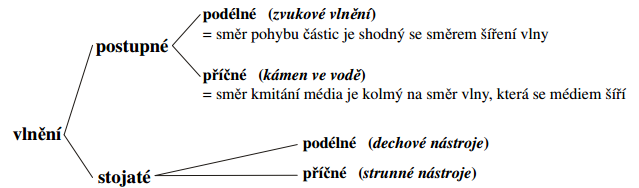 podélné (zvukové vlnění)
= směr pohybu částic je shodný se směrem šíření vlny
postupné
příčné (kámen ve vodě)
= směr kmitání média je kolmý na směr vlny, která se médiem šíří
vlnění
podélné (dechové nástroje)
stojaté
příčné (strunné nástroje)